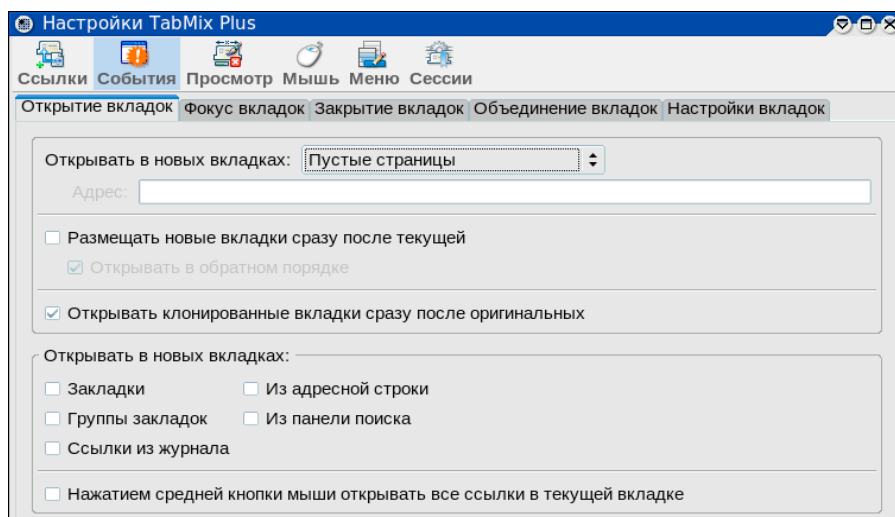 Настройки TabMix Plus
Ссылки События Просмотр Мышь Меню Сессии
Открытие вкладок Фокус вкладок Закрытие вкладок Объединение вкладок Настройки вкладок
Открывать в новых вкладках: Пустые страницы
Адрес:
Размещать новые вкладки сразу после текущей
Открывать в обратном порядке
Открывать клонированные вкладки сразу после оригинальных
Открывать в новых вкладках:
Закладки Из адресной строки
Группы закладок Из панели поиска
Ссылки из журнала
Нажатием средней кнопки мыши открывать все ссылки в текущей вкладке